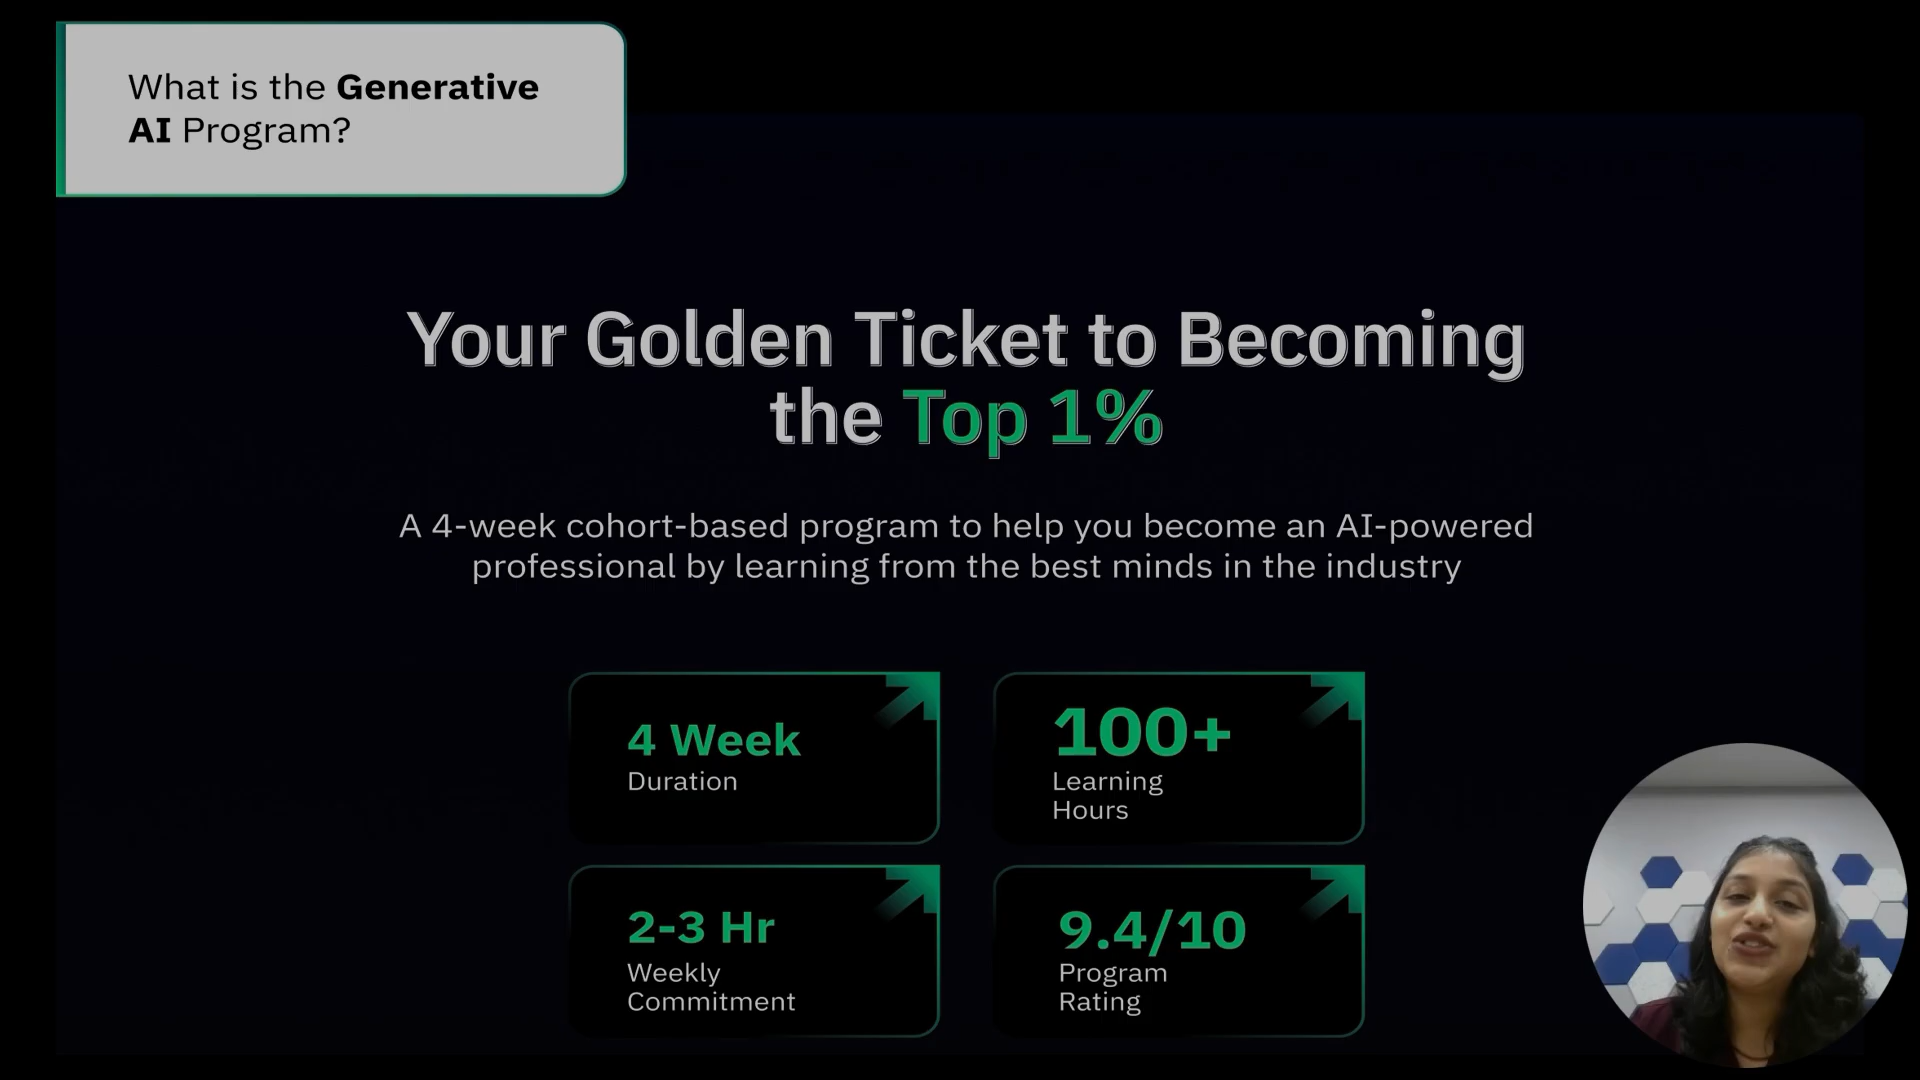 What is the Generative
AI Program?
Your Golden Ticket to Becoming
the Top 1%
A 4-week cohort-based program to help you become an AI-powered
professional by learning from the best minds in the industry
4 Week
Duration
100+
Learning
Hours
2-3 Hr
Weekly
Commitment
9.4/10
Program
Rating